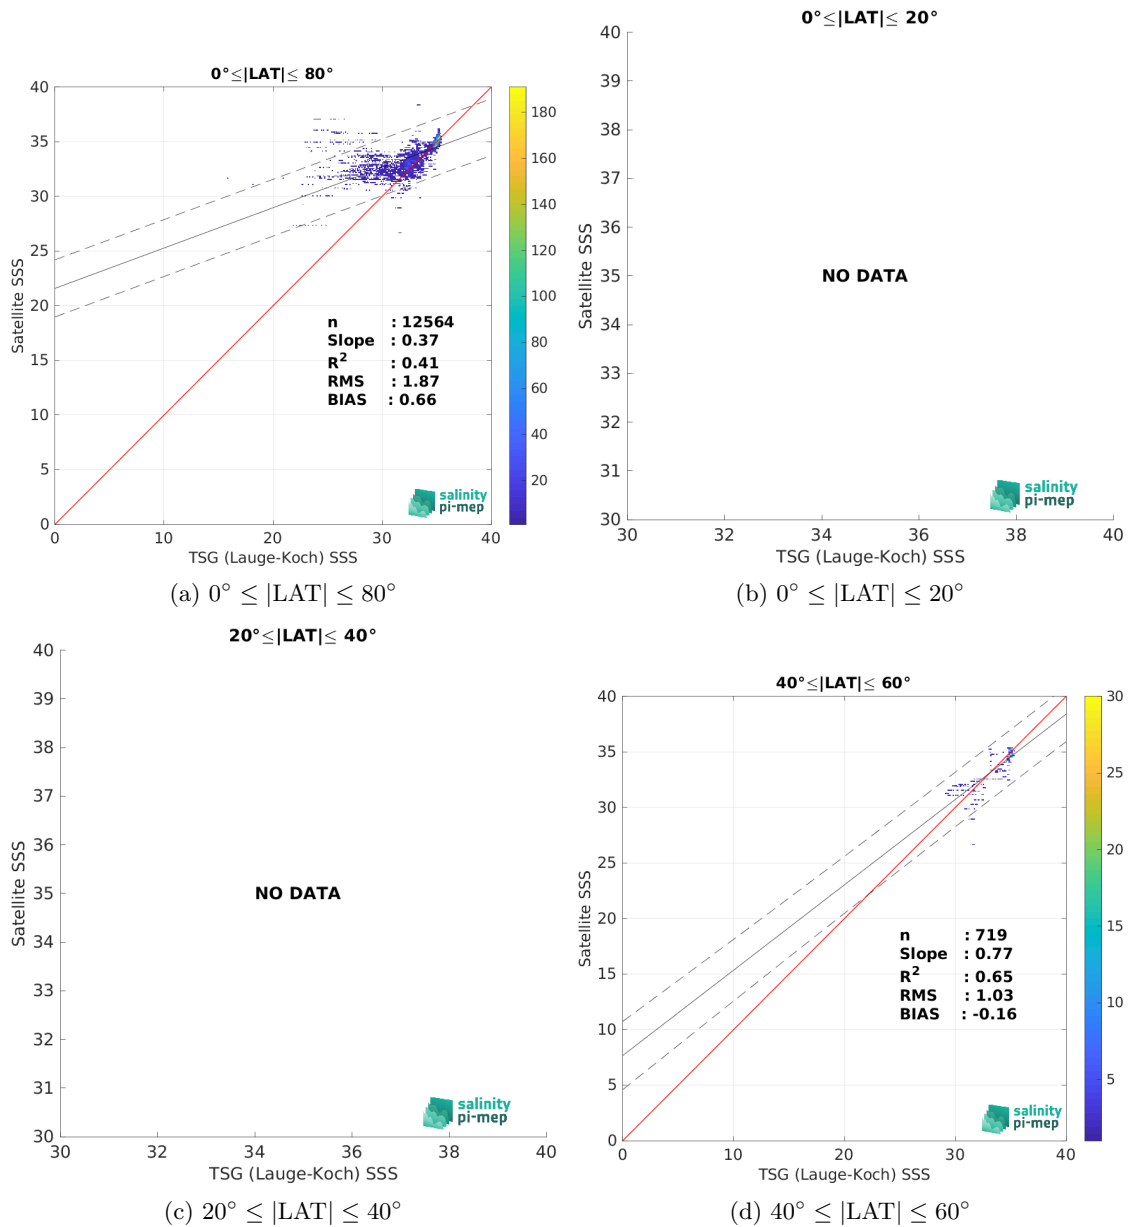 0°≤|LAT|≤ 80°
40
35
30
25
20
15
10
5
0
Satellite SSS
n : 12564
Slope : 0.37
R² : 0.41
RMS : 1.87
BIAS : 0.66
salinity
pi-mep
0 10 20 30 40
TSG (Lauge-Koch) SSS
180
160
140
120
100
80
60
40
20
(a) 0° ≤ |LAT| ≤ 80°
0°≤|LAT|≤ 20°
40
39
38
37
36
35
34
33
32
31
30
Satellite SSS
NO DATA
salinity
pi-mep
30 32 34 36 38 40
TSG (Lauge-Koch) SSS
(b) 0° ≤ |LAT| ≤ 20°
20°≤|LAT|≤ 40°
40
39
38
37
36
35
34
33
32
31
30
Satellite SSS
NO DATA
salinity
pi-mep
30 32 34 36 38 40
TSG (Lauge-Koch) SSS
(c) 20° ≤ |LAT| ≤ 40°
40°≤|LAT|≤ 60°
40
35
30
25
20
15
10
5
0
Satellite SSS
n : 719
Slope : 0.77
R² : 0.65
RMS : 1.03
BIAS : -0.16
salinity
pi-mep
0 10 20 30 40
TSG (Lauge-Koch) SSS
30
25
20
15
10
5
(d) 40° ≤ |LAT| ≤ 60°